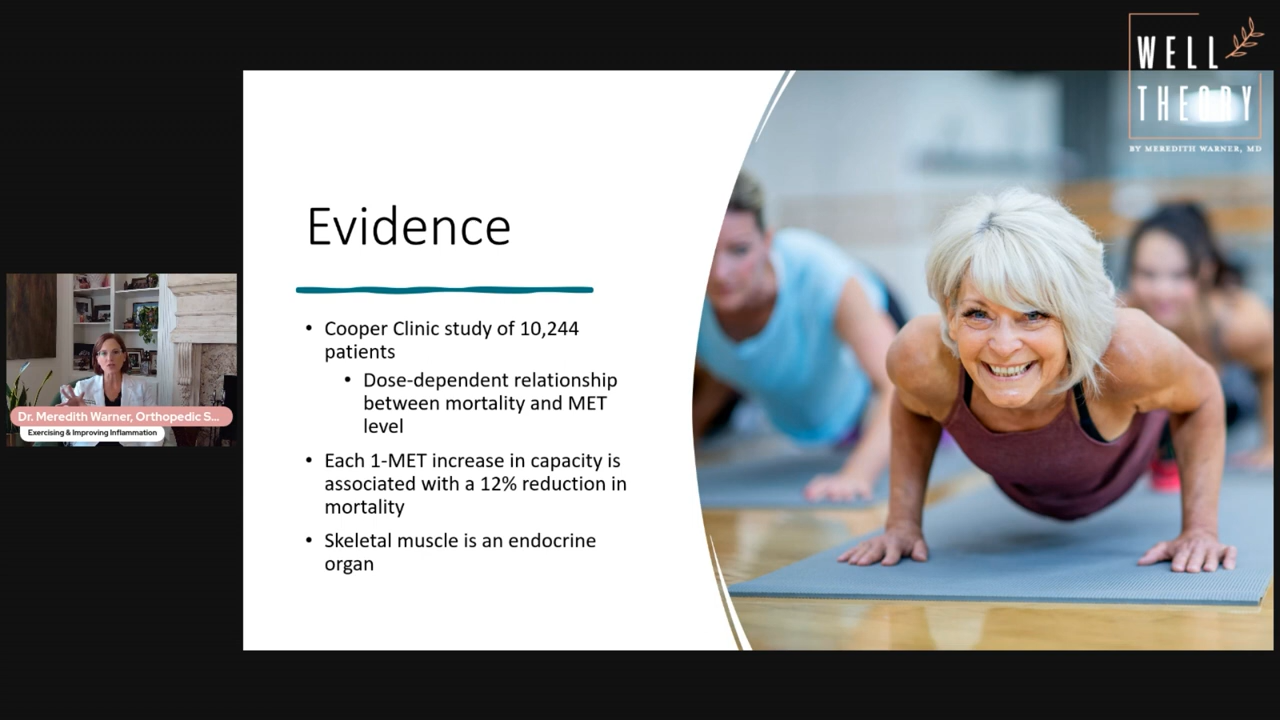 WELL
THEORY
BY MEREDITH WARNER, MD
Evidence
• Cooper Clinic study of 10,244
patients
• Dose-dependent relationship
between mortality and MET
level
• Each 1-MET increase in capacity is
associated with a 12% reduction in
mortality
• Skeletal muscle is an endocrine
organ
Dr. Meredith Warner, Orthopedic S...
Exercising & Improving Inflammation